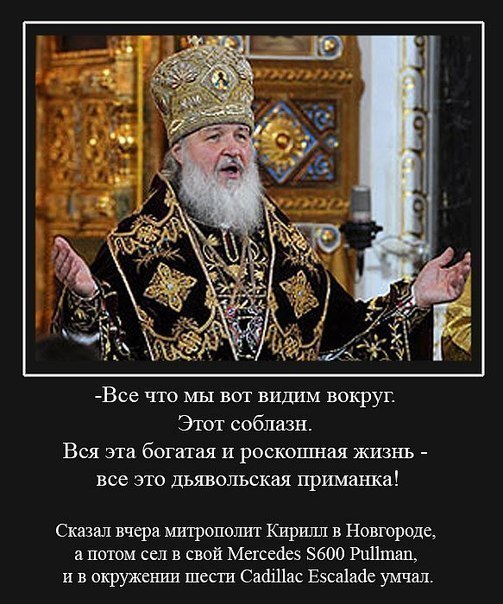 -Все что мы вот видим вокруг.
Этот соблазн.
Вся эта богатая и роскошная жизнь -
все это дьявольская приманка!
Сказал вчера митрополит Кирилл в Новгороде,
а потом сел в свой Mercedes S600 Pullman,
и в окружении шести Cadillac Escalade умчал.